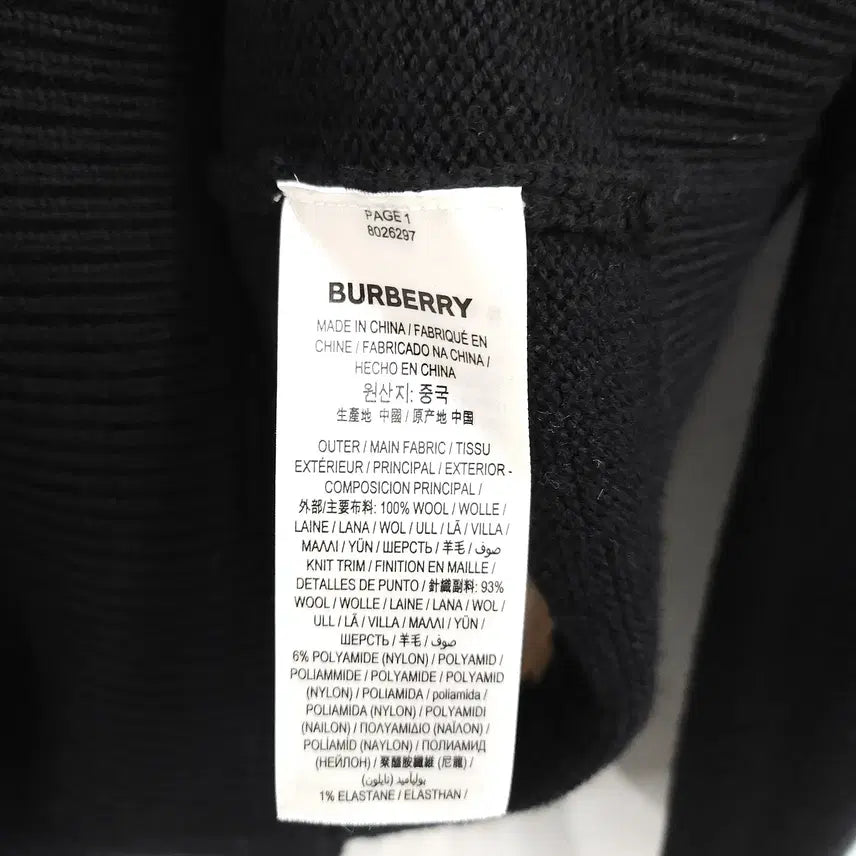 PAGE 1
8026297
BURBERRY
MADE IN CHINA / FABRIQUÉ EN
CHINE / FABRICADO NA CHINA /
HECHO EN CHINA
원산지: 중국
生產地 中國 / 原产地 中国
OUTER / MAIN FABRIC / TISSU
EXTÉRIEUR / PRINCIPAL / EXTERIOR -
COMPOSICION PRINCIPAL /
外部/主要布料: 100% WOOL / WOLLE /
LAINE / LANA / WOL / ULL / LÃ / VILLA /
ΜΑΛΛΙ / YÜN / ШЕРСТЬ / 羊毛 / صوف /
KNIT TRIM / FINITION EN MAILLE /
DETALLES DE PUNTO / 針織副料: 93%
WOOL / WOLLE / LAINE / LANA / WOL /
ULL / LÃ / VILLA / ΜΑΛΛΙ / YÜN /
ШЕРСТЬ / 羊毛 / صوف /
6% POLYAMIDE (NYLON) / POLYAMID /
POLIAMMIDE / POLYAMIDE / POLYAMID
(NYLON) / POLIAMIDA / poliamida /
POLIAMIDA (NYLON) / POLYAMIDI
(NAILON) / ΠΟΛΥΑΜΙΔΙΟ (ΝΑΪΛΟΝ) /
POLİAMİD (NAYLON) / ПОЛИАМИД
(НЕЙЛОН) / 聚醯胺纖維 (尼龍) /
بوليأميد (نايلون) /
1% ELASTANE / ELASTHAN /